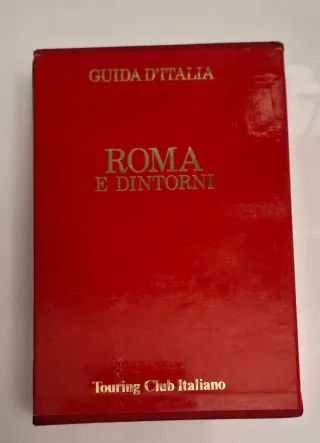 GUIDA D'ITALIA
ROMA
E DINTORNI
Touring Club Italiano